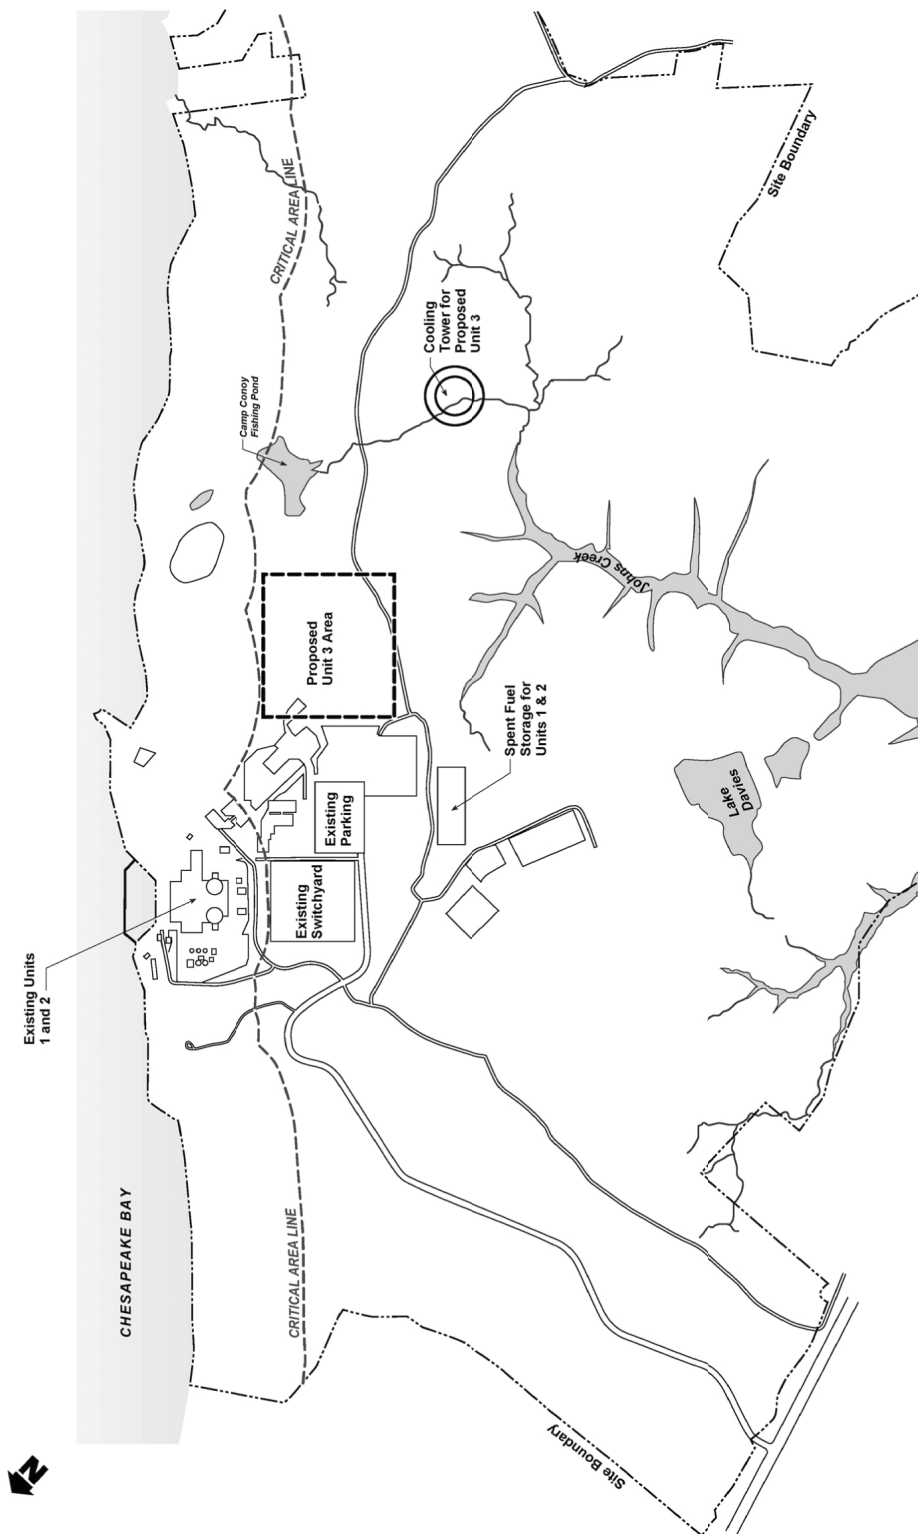 CHESAPEAKE BAY
Existing Units
1 and 2
CRITICAL AREA LINE
CRITICAL AREA LINE
Camp Conoy
Fishing Pond
Cooling
Tower for
Proposed
Unit 3
Proposed
Unit 3 Area
Existing
Parking
Existing
Switchyard
Spent Fuel
Storage for
Units 1 & 2
Johns Creek
Lake
Davies
Site Boundary
Site Boundary
N